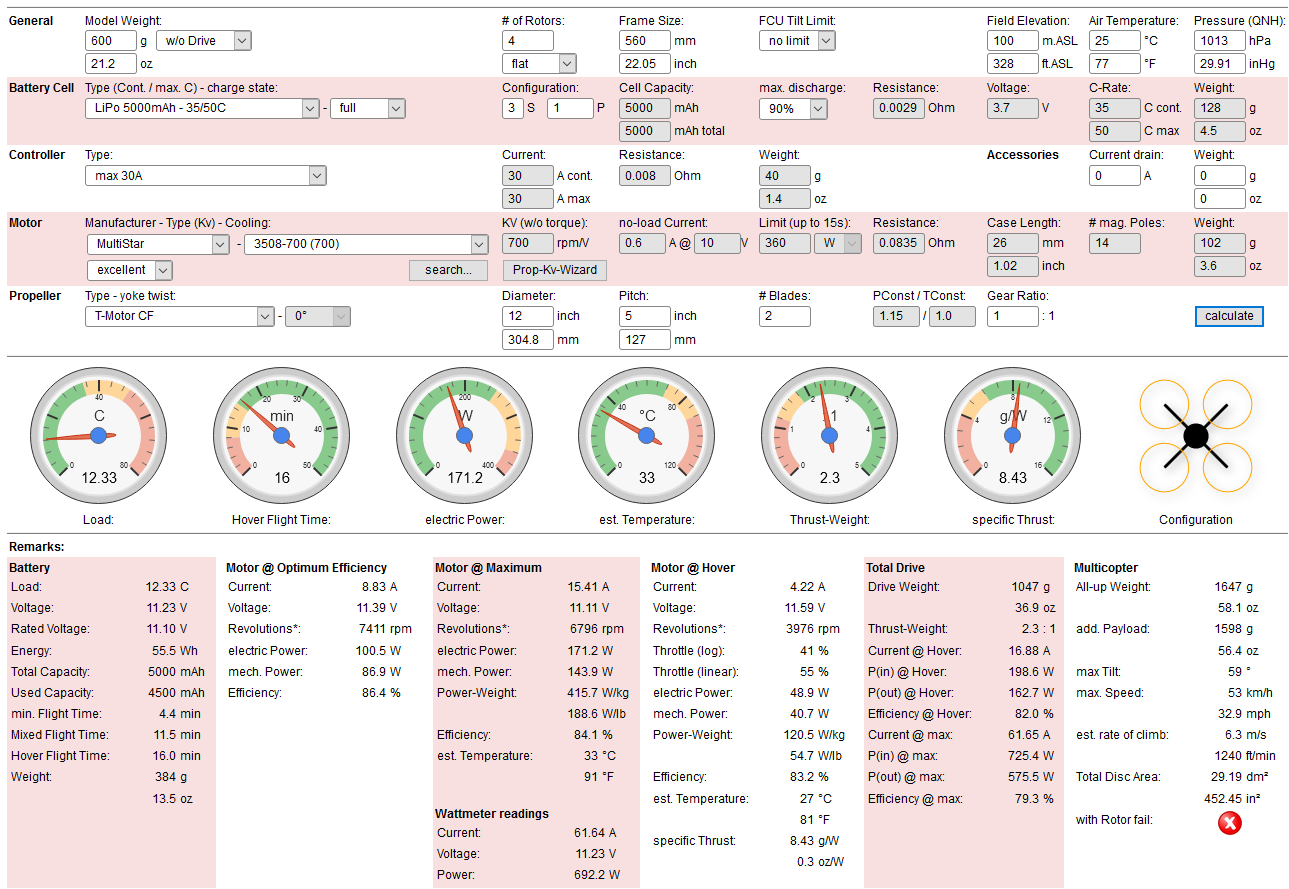 General Model Weight: # of Rotors: Frame Size: FCU Tilt Limit: Field Elevation: Air Temperature: Pressure (QNH):
600 g w/o Drive 4 560 mm no limit 100 m.ASL 25 °C 1013 hPa
21.2 oz flat 22.05 inch 328 ft.ASL 77 °F 29.91 inHg
Battery Cell Type (Cont. / max. C) - charge state: Configuration: Cell Capacity: max. discharge: Resistance: Voltage: C-Rate: Weight:
LiPo 5000mAh - 35/50C - full 3 S 1 P 5000 mAh 90% 0.0029 Ohm 3.7 V 35 C cont. 128 g
5000 mAh total 50 C max 4.5 oz
Controller Type: Current: Resistance: Weight: Accessories Current drain: Weight:
max 30A 30 A cont. 0.008 Ohm 40 g 0 A 0 g
30 A max 1.4 oz 0 oz
Motor Manufacturer - Type (Kv) - Cooling: KV (w/o torque): no-load Current: Limit (up to 15s): Resistance: Case Length: # mag. Poles: Weight:
MultiStar - 3508-700 (700) 700 rpm/V 0.6 A @ 10 V 360 W 0.0835 Ohm 26 mm 14 102 g
excellent search... Prop-Kv-Wizard 1.02 inch 3.6 oz
Propeller Type - yoke twist: Diameter: Pitch: # Blades: PConst / TConst: Gear Ratio:
T-Motor CF - 0° 12 inch 5 inch 2 1.15 / 1.0 1 : 1 calculate
304.8 mm 127 mm
0 40 80 C 12.33
0 10 20 30 40 50 min 16
0 200 400 W 171.2
0 40 80 120 °C 33
0 1 2 3 4 5 :1 2.3
0 4 8 12 16 g/W 8.43
Load: Hover Flight Time: electric Power: est. Temperature: Thrust-Weight: specific Thrust: Configuration
Remarks:
Battery
Load: 12.33 C
Voltage: 11.23 V
Rated Voltage: 11.10 V
Energy: 55.5 Wh
Total Capacity: 5000 mAh
Used Capacity: 4500 mAh
min. Flight Time: 4.4 min
Mixed Flight Time: 11.5 min
Hover Flight Time: 16.0 min
Weight: 384 g
13.5 oz
Motor @ Optimum Efficiency
Current: 8.83 A
Voltage: 11.39 V
Revolutions*: 7411 rpm
electric Power: 100.5 W
mech. Power: 86.9 W
Efficiency: 86.4 %
Motor @ Maximum
Current: 15.41 A
Voltage: 11.11 V
Revolutions*: 6796 rpm
electric Power: 171.2 W
mech. Power: 143.9 W
Power-Weight: 415.7 W/kg
188.6 W/lb
Efficiency: 84.1 %
est. Temperature: 33 °C
91 °F
Wattmeter readings
Current: 61.64 A
Voltage: 11.23 V
Power: 692.2 W
Motor @ Hover
Current: 4.22 A
Voltage: 11.59 V
Revolutions*: 3976 rpm
Throttle (log): 41 %
Throttle (linear): 55 %
electric Power: 48.9 W
mech. Power: 40.7 W
Power-Weight: 120.5 W/kg
54.7 W/lb
Efficiency: 83.2 %
est. Temperature: 27 °C
81 °F
specific Thrust: 8.43 g/W
0.3 oz/W
Total Drive
Drive Weight: 1047 g
36.9 oz
Thrust-Weight: 2.3 : 1
Current @ Hover: 16.88 A
P(in) @ Hover: 198.6 W
P(out) @ Hover: 162.7 W
Efficiency @ Hover: 82.0 %
Current @ max: 61.65 A
P(in) @ max: 725.4 W
P(out) @ max: 575.5 W
Efficiency @ max: 79.3 %
Multicopter
All-up Weight: 1647 g
58.1 oz
add. Payload: 1598 g
56.4 oz
max Tilt: 59 °
max. Speed: 53 km/h
32.9 mph
est. rate of climb: 6.3 m/s
1240 ft/min
Total Disc Area: 29.19 dm²
452.45 in²
with Rotor fail: